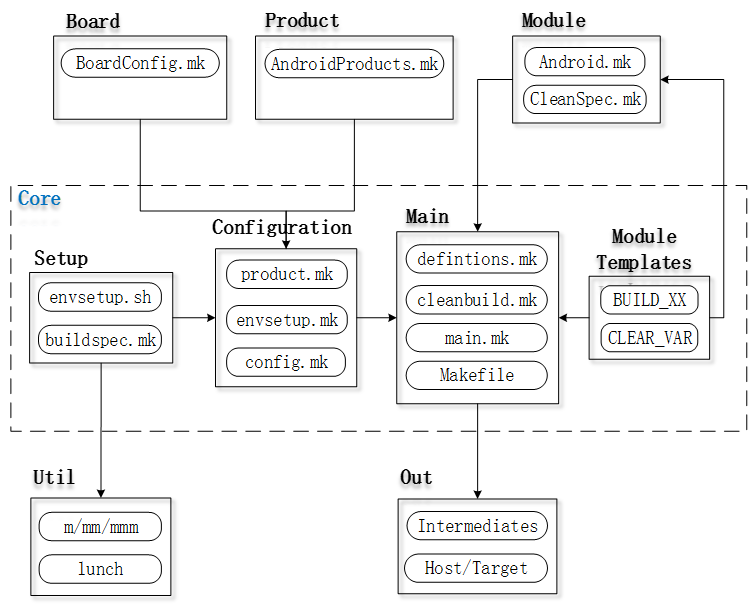 Board
BoardConfig.mk
Product
AndroidProducts.mk
Module
Android.mk
CleanSpec.mk
Core
Setup
envsetup.sh
buildspec.mk
Configuration
product.mk
envsetup.mk
config.mk
Main
defintions.mk
cleanbuild.mk
main.mk
Makefile
Module
Templates
BUILD_XX
CLEAR_VAR
Util
m/mm/mmm
lunch
Out
Intermediates
Host/Target